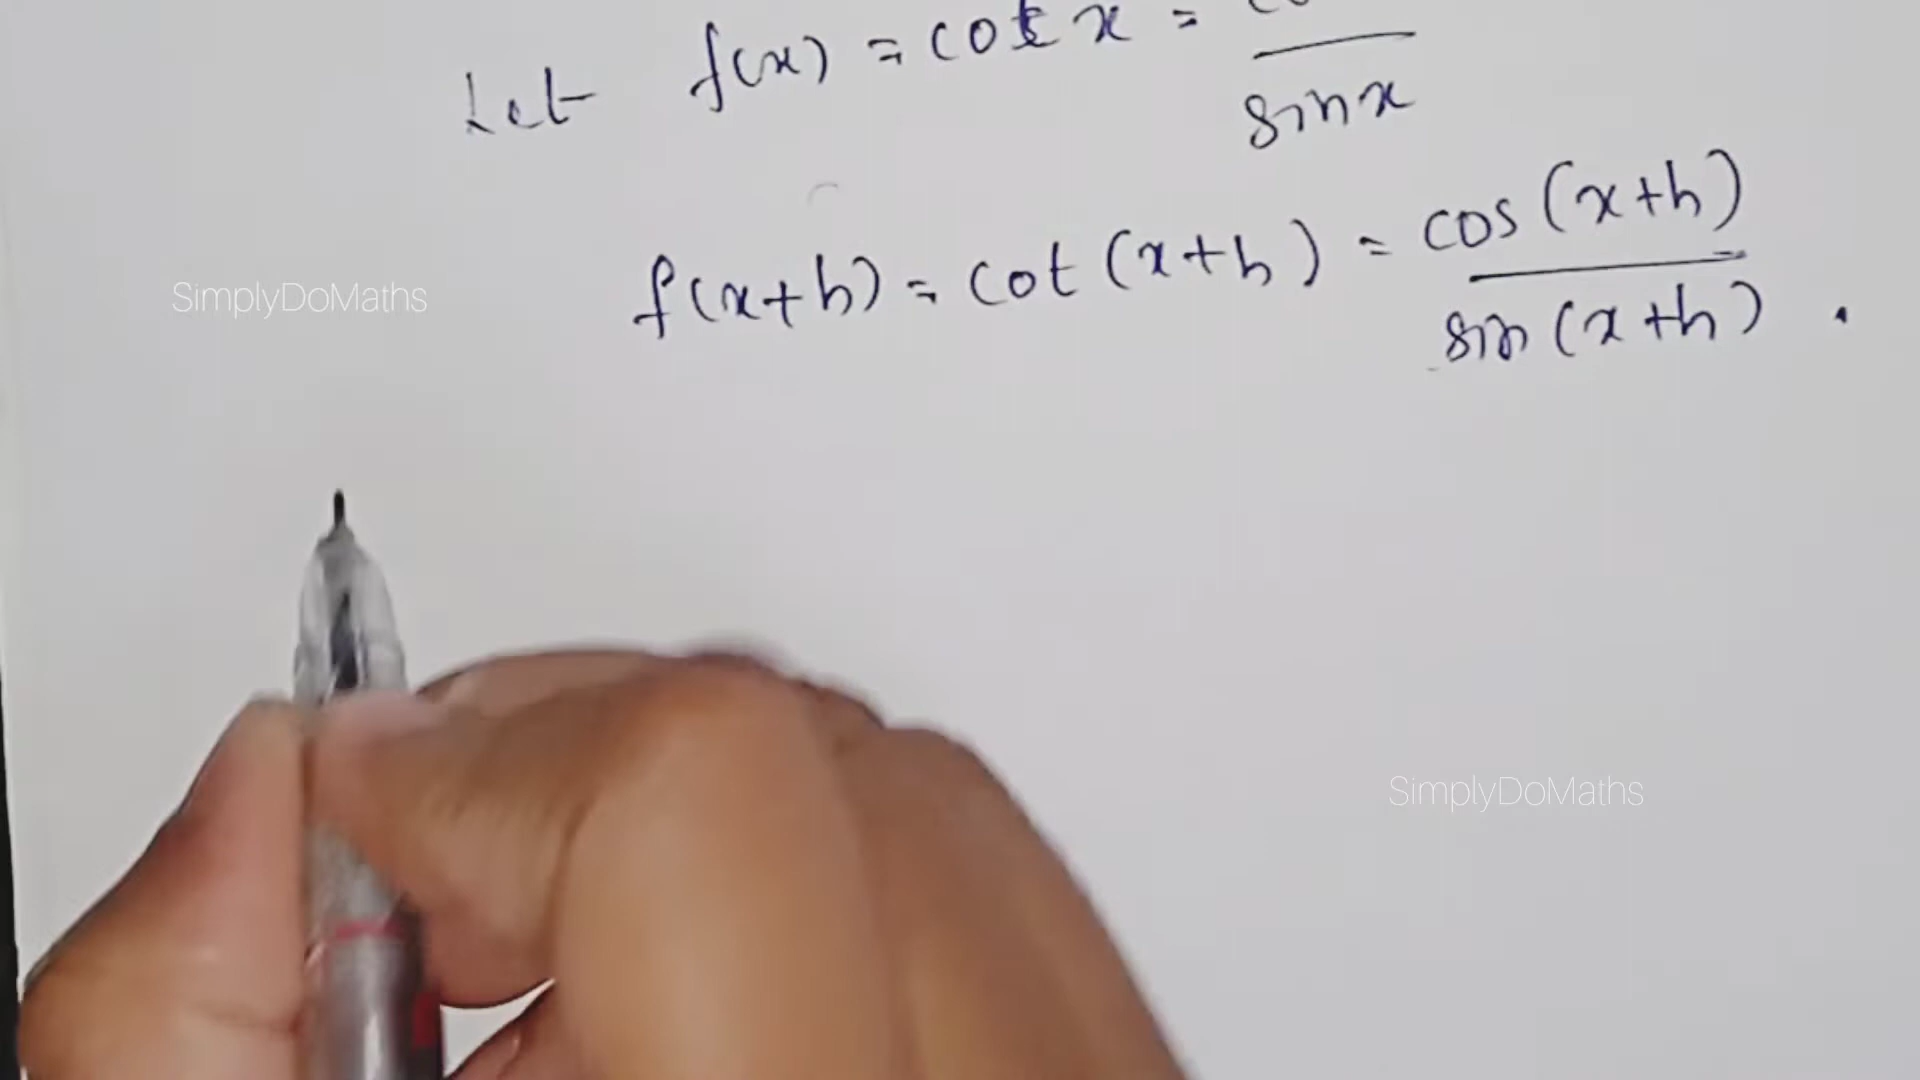 Let f(x) = cot x = ――― sin x
f(x+h) = cot (x+h) = cos (x+h) / sin (x+h) .
SimplyDoMaths
SimplyDoMaths